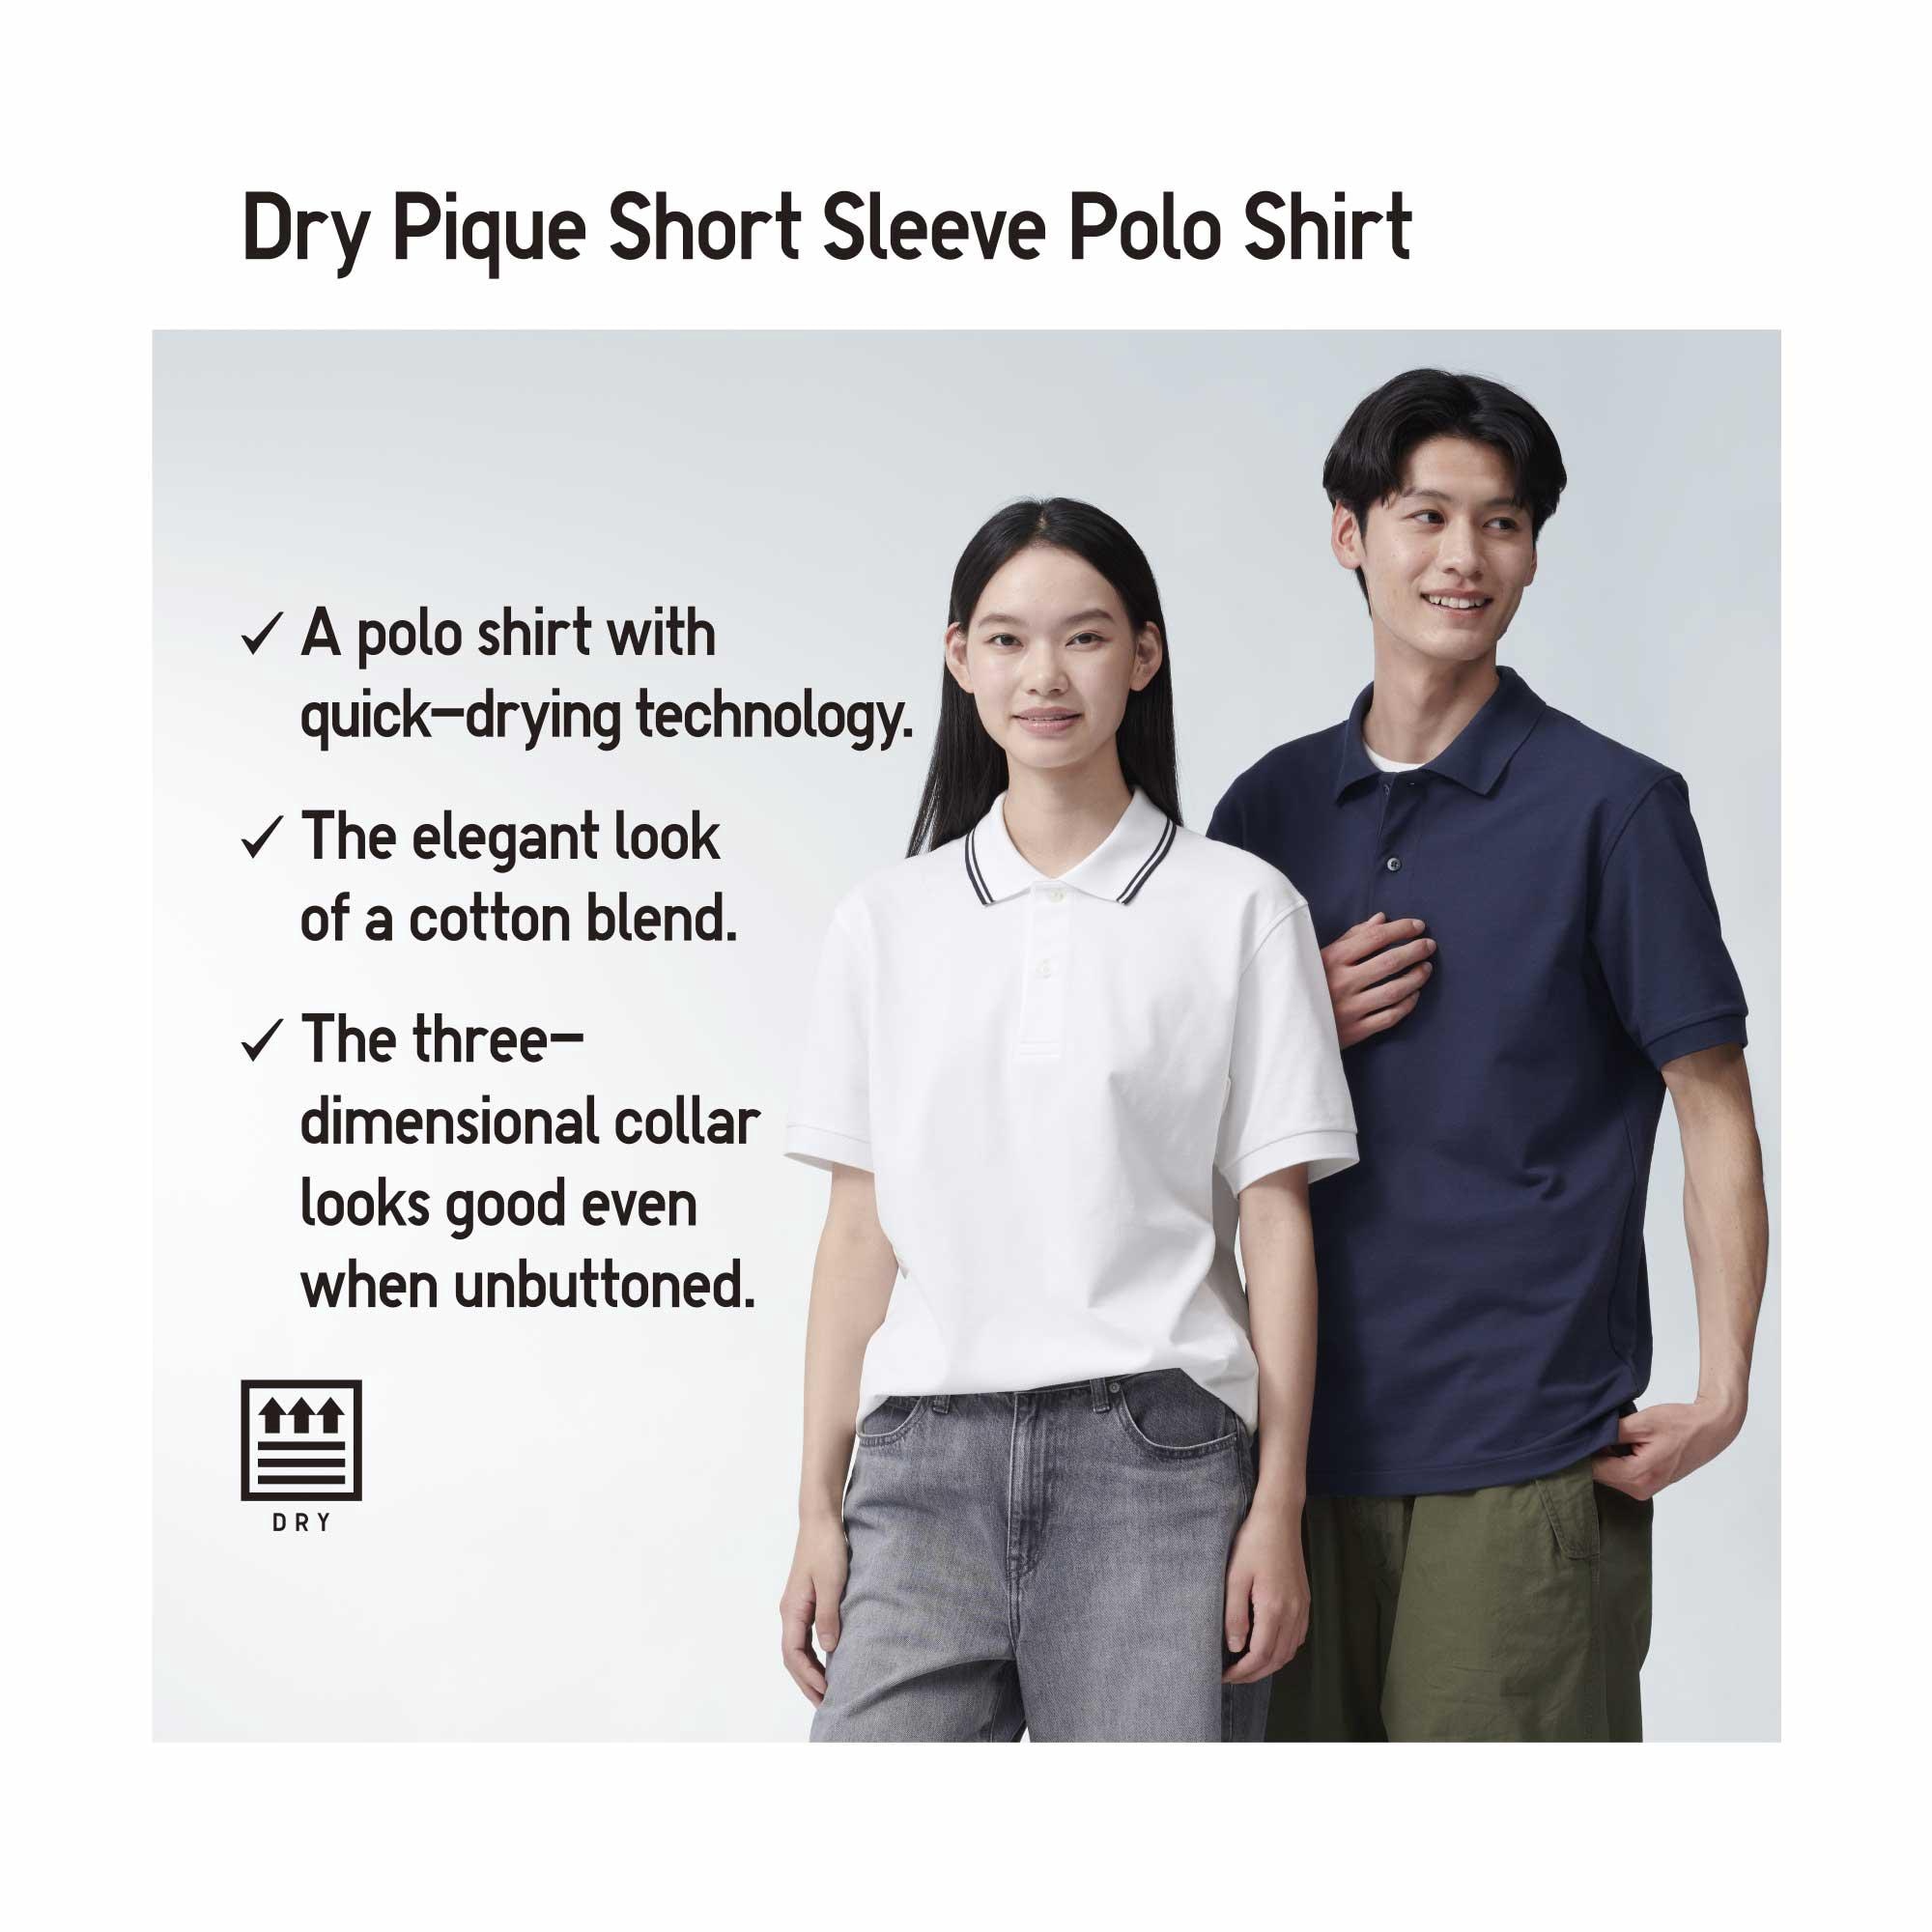 Dry Pique Short Sleeve Polo Shirt
✓ A polo shirt with
quick-drying technology.
✓ The elegant look
of a cotton blend.
✓ The three-
dimensional collar
looks good even
when unbuttoned.
DRY